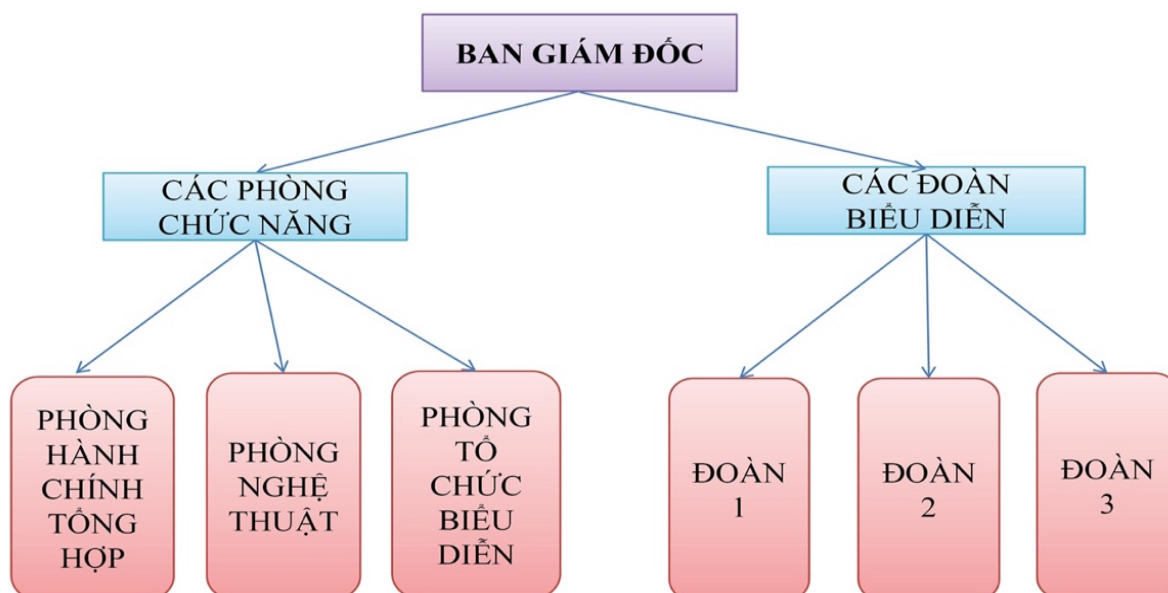 BAN GIÁM ĐỐC
CÁC PHÒNG
CHỨC NĂNG
CÁC ĐOÀN
BIỂU DIỄN
PHÒNG
HÀNH
CHÍNH
TỔNG
HỢP
PHÒNG
NGHỆ
THUẬT
PHÒNG
TỔ
CHỨC
BIỂU
DIỄN
ĐOÀN
1
ĐOÀN
2
ĐOÀN
3